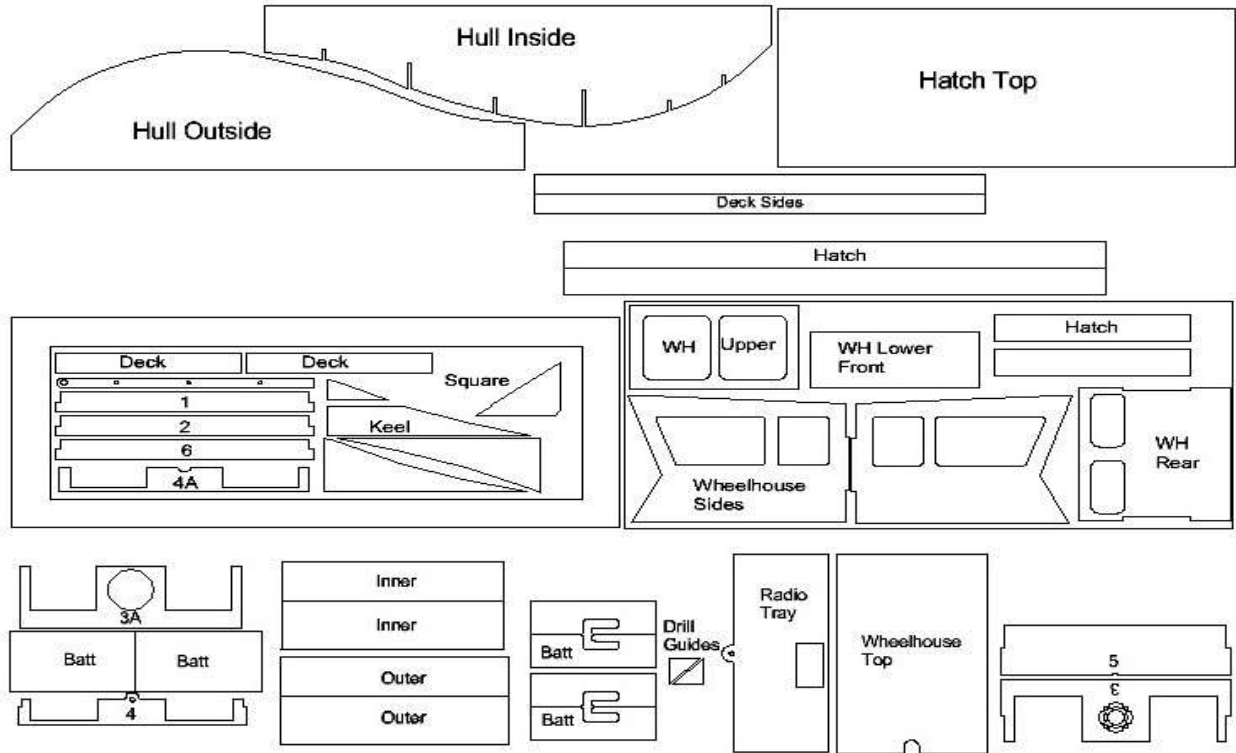 Hull Inside
Hatch Top
Hull Outside
Deck Sides
Hatch
Deck
Deck
Square
1
2
Keel
6
4A
WH
Upper
WH Lower
Front
Hatch
Wheelhouse
Sides
WH
Rear
3A
Batt
Batt
4
Inner
Inner
Outer
Outer
Batt
Batt
Drill
Guides
Radio
Tray
Wheelhouse
Top
5
3